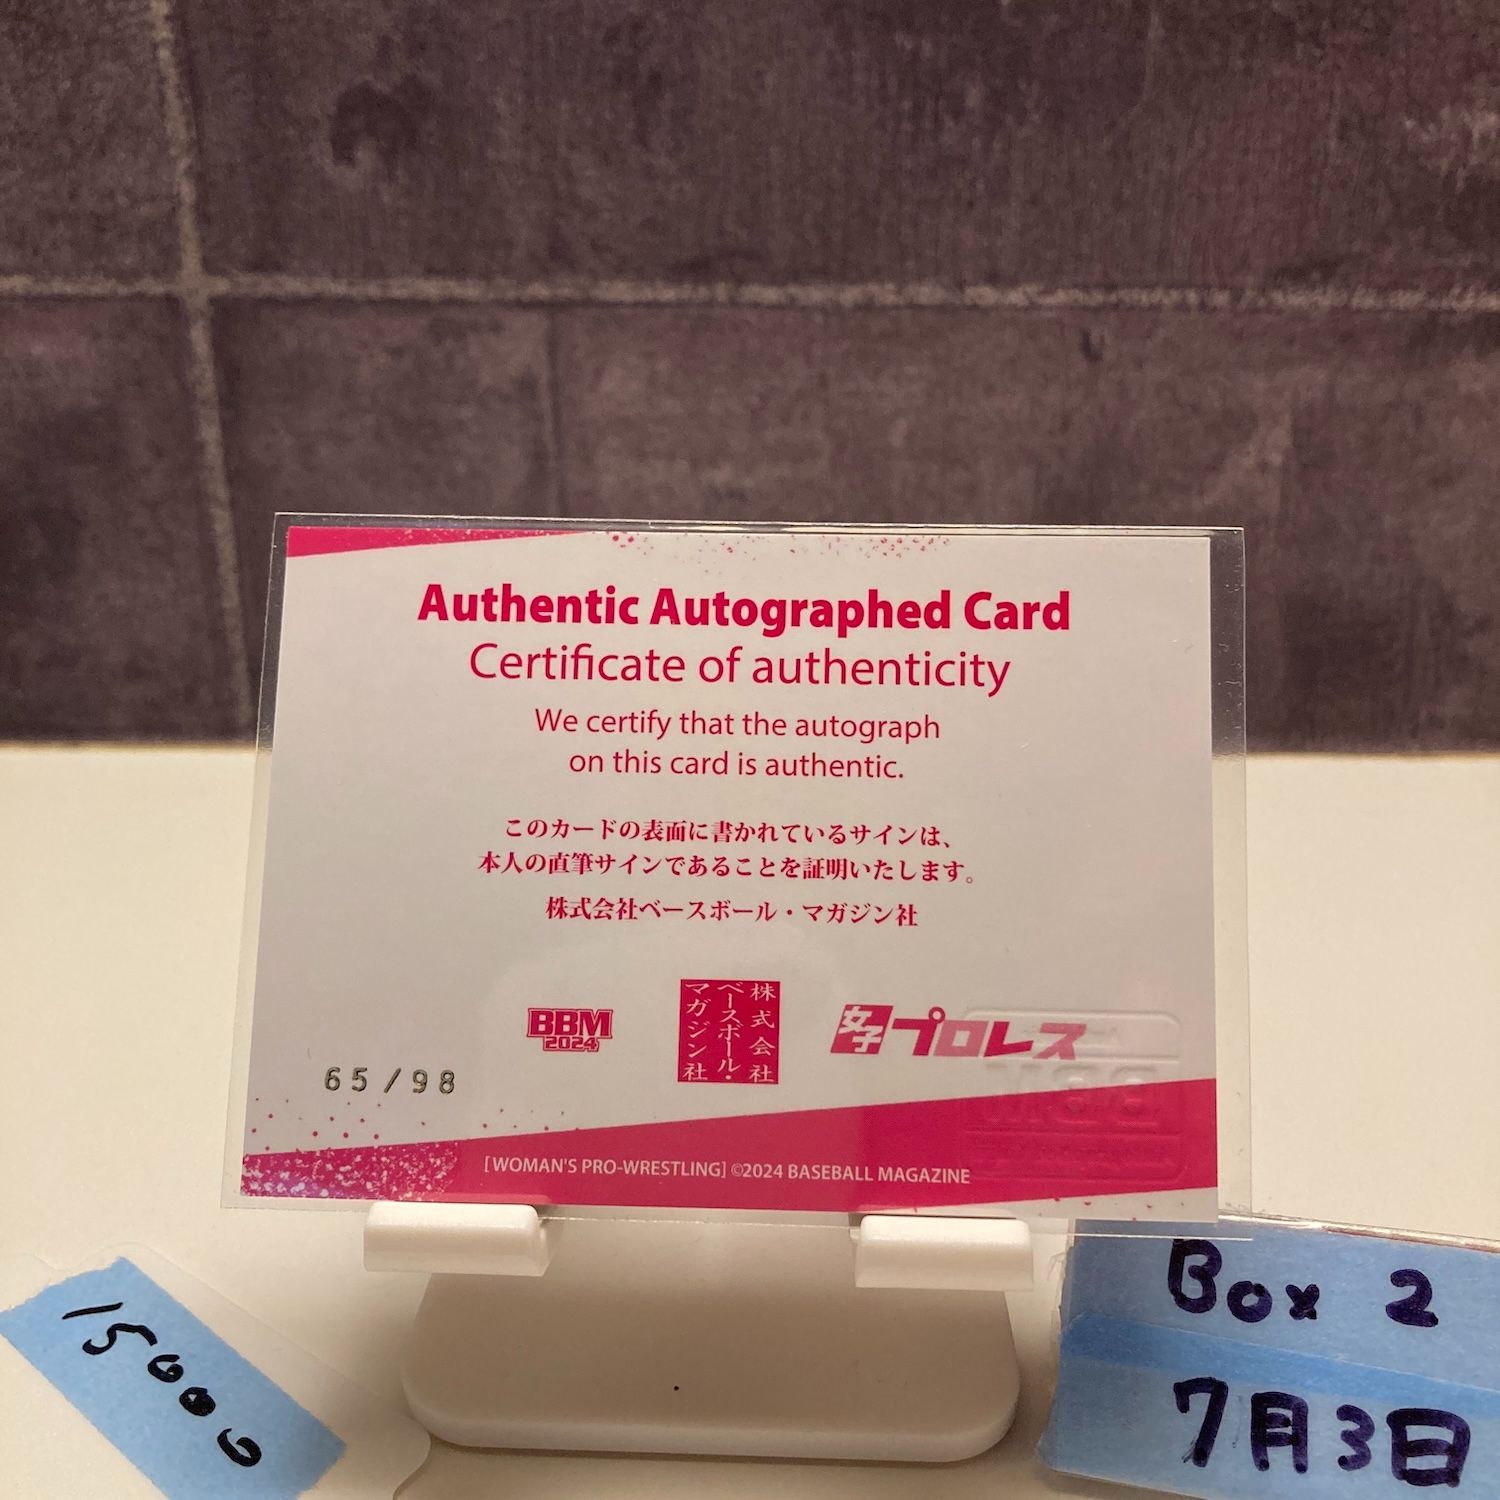 Authentic Autographed Card
Certificate of authenticity
We certify that the autograph
on this card is authentic.
このカードの表面に書かれているサインは、
本人の直筆サインであることを証明いたします。
株式会社ベースボール・マガジン社
BBM
2024
株式会社
ベースボール・
マガジン社
女子プロレス
65/98
[WOMAN'S PRO-WRESTLING] ©2024 BASEBALL MAGAZINE
15000
Box 2
7月3日